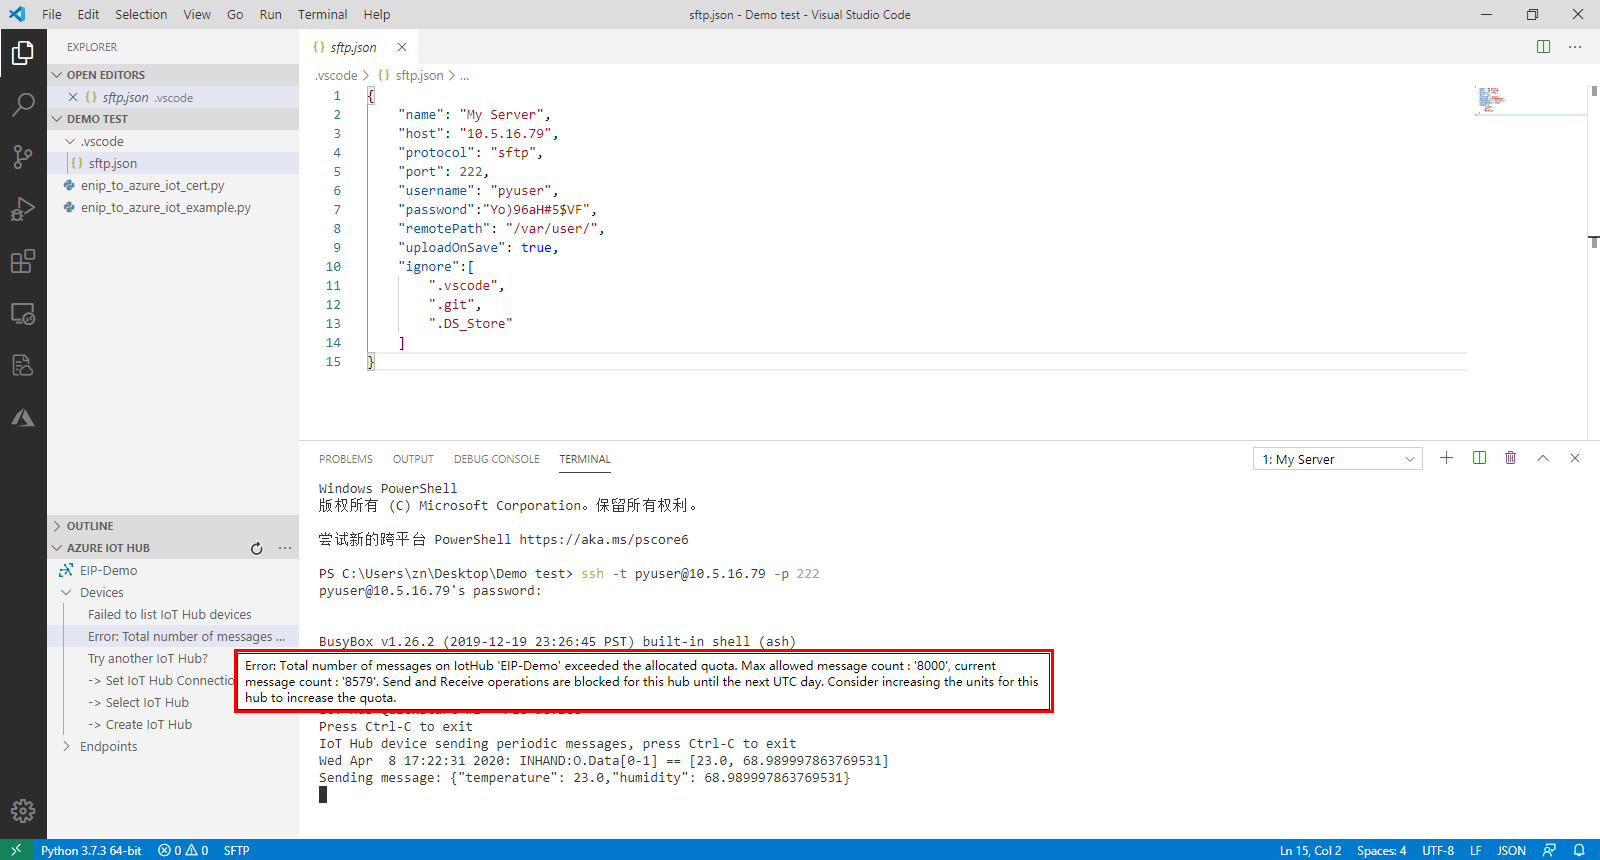 File Edit Selection View Go Run Terminal Help
sftp.json - Demo test - Visual Studio Code
EXPLORER
OPEN EDITORS
sftp.json .vscode
DEMO TEST
.vscode
sftp.json
enip_to_azure_iot_cert.py
enip_to_azure_iot_example.py
OUTLINE
AZURE IOT HUB
EIP-Demo
Devices
Failed to list IoT Hub devices
Error: Total number of messages ...
Try another IoT Hub?
-> Set IoT Hub Connectio
-> Select IoT Hub
-> Create IoT Hub
Endpoints
{} sftp.json
.vscode > {} sftp.json > ...
1 {
2 "name": "My Server",
3 "host": "10.5.16.79",
4 "protocol": "sftp",
5 "port": 222,
6 "username": "pyuser",
7 "password":"Yo)96aH#5$VF",
8 "remotePath": "/var/user/",
9 "uploadOnSave": true,
10 "ignore":[
11 ".vscode",
12 ".git",
13 ".DS_Store"
14 ]
15 }
PROBLEMS OUTPUT DEBUG CONSOLE TERMINAL
1: My Server
Windows PowerShell
版权所有 (C) Microsoft Corporation。保留所有权利。
尝试新的跨平台 PowerShell https://aka.ms/pscore6
PS C:\Users\zn\Desktop\Demo test> ssh -t pyuser@10.5.16.79 -p 222
pyuser@10.5.16.79's password:
BusyBox v1.26.2 (2019-12-19 23:26:45 PST) built-in shell (ash)
Error: Total number of messages on IotHub 'EIP-Demo' exceeded the allocated quota. Max allowed message count : '8000', current
message count : '8579'. Send and Receive operations are blocked for this hub until the next UTC day. Consider increasing the units for this
hub to increase the quota.
Press Ctrl-C to exit
IoT Hub device sending periodic messages, press Ctrl-C to exit
Wed Apr  8 17:22:31 2020: INHAND:O.Data[0-1] == [23.0, 68.989997863769531]
Sending message: {"temperature": 23.0,"humidity": 68.989997863769531}
Python 3.7.3 64-bit 0 0 SFTP
Ln 15, Col 2 Spaces: 4 UTF-8 LF JSON